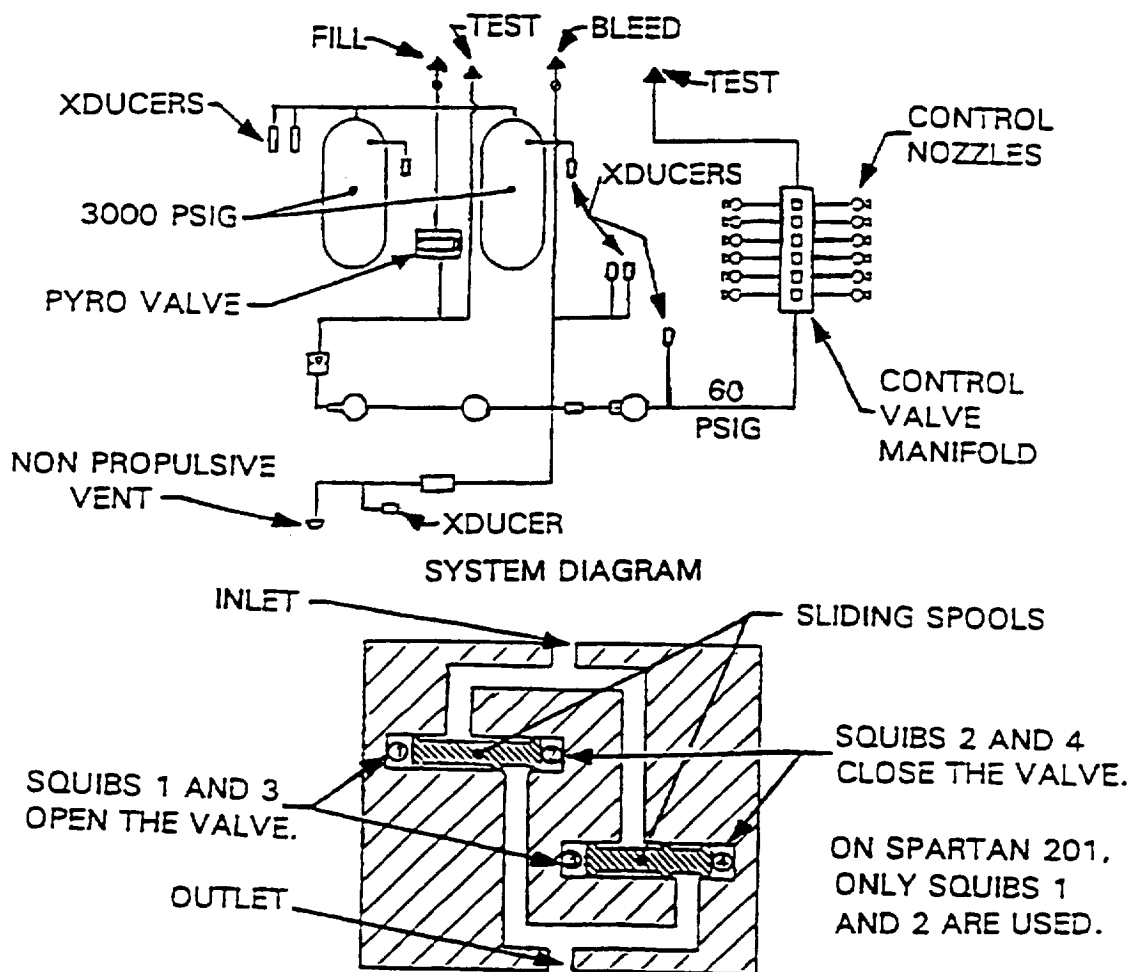 FILL
TEST
BLEED
TEST
XDUCERS
CONTROL
NOZZLES
XDUCERS
3000 PSIG
PYRO VALVE
60
PSIG
CONTROL
VALVE
MANIFOLD
NON PROPULSIVE
VENT
XDUCER
SYSTEM DIAGRAM
INLET
SLIDING SPOOLS
SQUIBS 2 AND 4
CLOSE THE VALVE.
SQUIBS 1 AND 3
OPEN THE VALVE.
ON SPARTAN 201,
ONLY SQUIBS 1
AND 2 ARE USED.
OUTLET